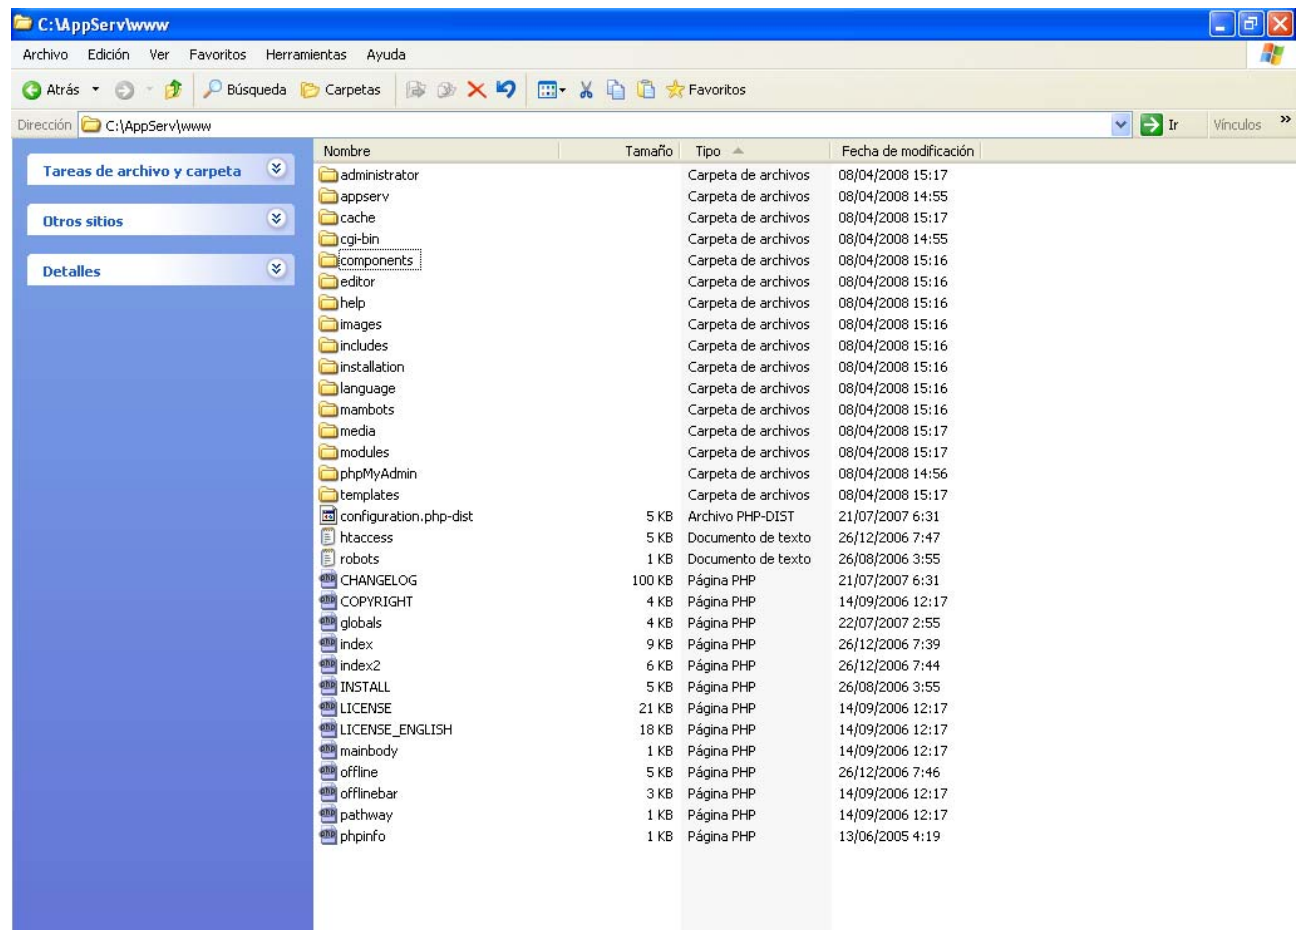 C:\AppServ\www
Archivo Edición Ver Favoritos Herramientas Ayuda
Atrás Búsqueda Carpetas Favoritos
Dirección C:\AppServ\www Ir Vínculos »
Tareas de archivo y carpeta
Otros sitios
Detalles
Nombre Tamaño Tipo Fecha de modificación
administrator Carpeta de archivos 08/04/2008 15:17
appserv Carpeta de archivos 08/04/2008 14:55
cache Carpeta de archivos 08/04/2008 15:17
cgi-bin Carpeta de archivos 08/04/2008 14:55
components Carpeta de archivos 08/04/2008 15:16
editor Carpeta de archivos 08/04/2008 15:16
help Carpeta de archivos 08/04/2008 15:16
images Carpeta de archivos 08/04/2008 15:16
includes Carpeta de archivos 08/04/2008 15:16
installation Carpeta de archivos 08/04/2008 15:16
language Carpeta de archivos 08/04/2008 15:16
mambots Carpeta de archivos 08/04/2008 15:16
media Carpeta de archivos 08/04/2008 15:17
modules Carpeta de archivos 08/04/2008 15:17
phpMyAdmin Carpeta de archivos 08/04/2008 14:56
templates Carpeta de archivos 08/04/2008 15:17
configuration.php-dist 5 KB Archivo PHP-DIST 21/07/2007 6:31
htaccess 5 KB Documento de texto 26/12/2006 7:47
robots 1 KB Documento de texto 26/08/2006 3:55
CHANGELOG 100 KB Página PHP 21/07/2007 6:31
COPYRIGHT 4 KB Página PHP 14/09/2006 12:17
globals 4 KB Página PHP 22/07/2007 2:55
index 9 KB Página PHP 26/12/2006 7:39
index2 6 KB Página PHP 26/12/2006 7:44
INSTALL 5 KB Página PHP 26/08/2006 3:55
LICENSE 21 KB Página PHP 14/09/2006 12:17
LICENSE_ENGLISH 18 KB Página PHP 14/09/2006 12:17
mainbody 1 KB Página PHP 14/09/2006 12:17
offline 5 KB Página PHP 26/12/2006 7:46
offlinebar 3 KB Página PHP 14/09/2006 12:17
pathway 1 KB Página PHP 14/09/2006 12:17
phpinfo 1 KB Página PHP 13/06/2005 4:19